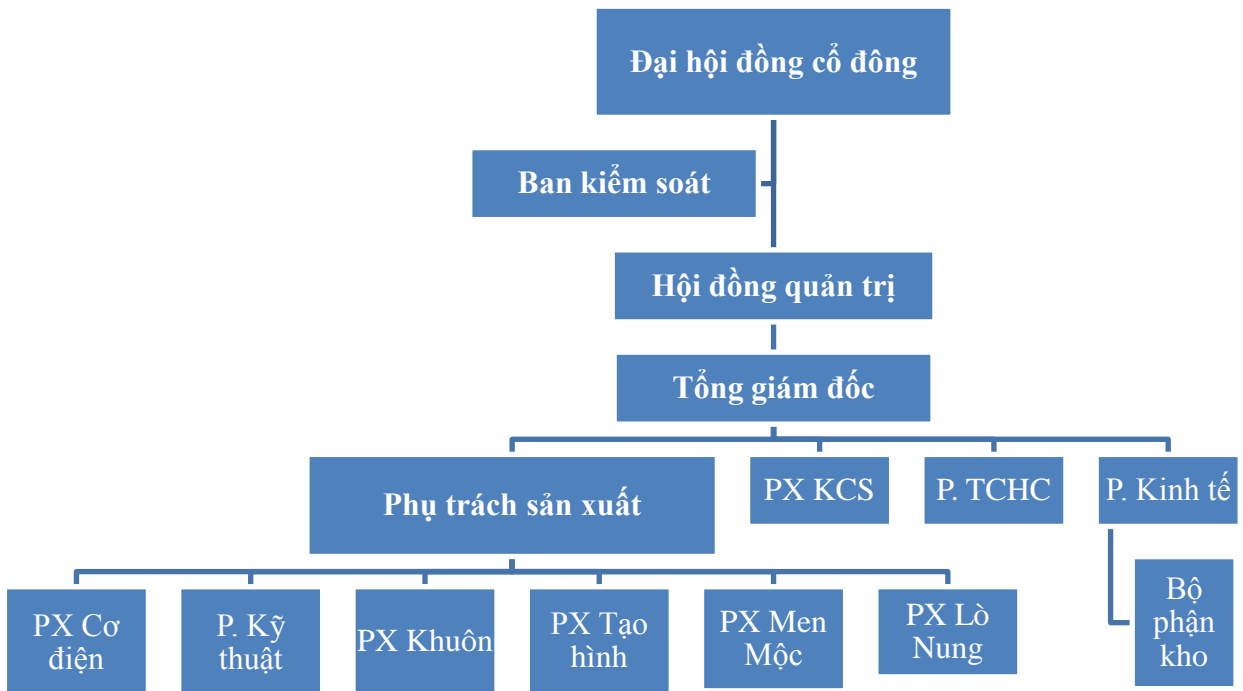 Đại hội đồng cổ đông
Ban kiểm soát
Hội đồng quản trị
Tổng giám đốc
Phụ trách sản xuất
PX KCS
P. TCHC
P. Kinh tế
PX Cơ
điện
P. Kỹ
thuật
PX Khuôn
PX Tạo
hình
PX Men
Mộc
PX Lò
Nung
Bộ
phận
kho